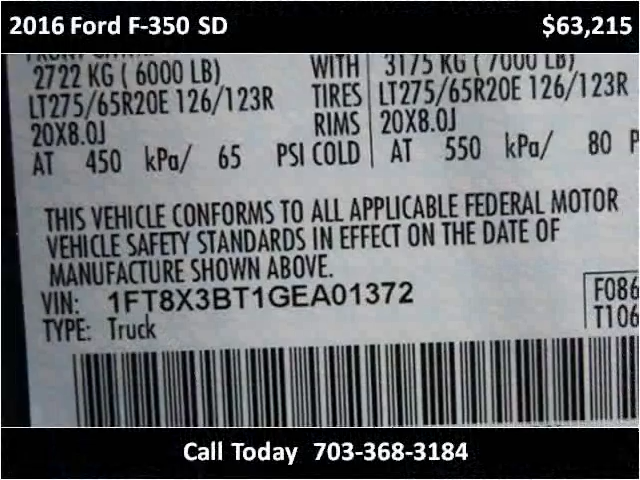 2016 Ford F-350 SD $63,215
2722 KG ( 6000 LB) WITH 3175 KG ( 7000 LB)
LT275/65R20E 126/123R TIRES LT275/65R20E 126/123R
20X8.0J RIMS 20X8.0J
AT 450 kPa/ 65 PSI COLD AT 550 kPa/ 80 P
THIS VEHICLE CONFORMS TO ALL APPLICABLE FEDERAL MOTOR
VEHICLE SAFETY STANDARDS IN EFFECT ON THE DATE OF
MANUFACTURE SHOWN ABOVE.
VIN: 1FT8X3BT1GEA01372 F086
TYPE: Truck T106
Call Today 703-368-3184